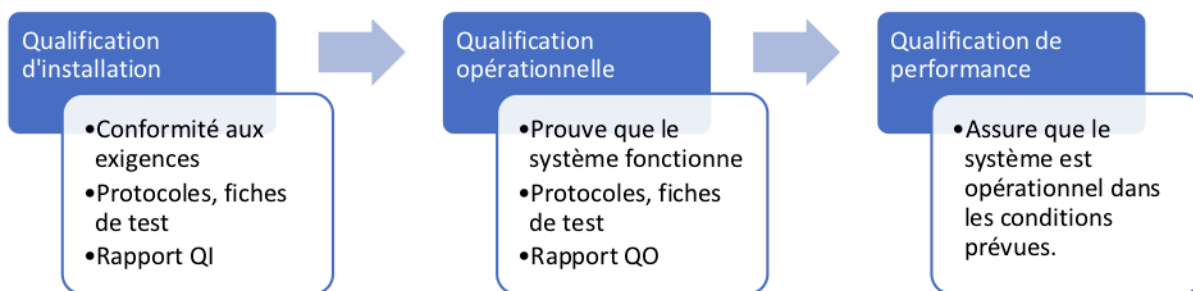 Qualification
d'installation
•Conformité aux
exigences
•Protocoles, fiches
de test
•Rapport QI
Qualification
opérationnelle
•Prouve que le
système fonctionne
•Protocoles, fiches
de test
•Rapport QO
Qualification de
performance
•Assure que le
système est
opérationnel dans
les conditions
prévues.